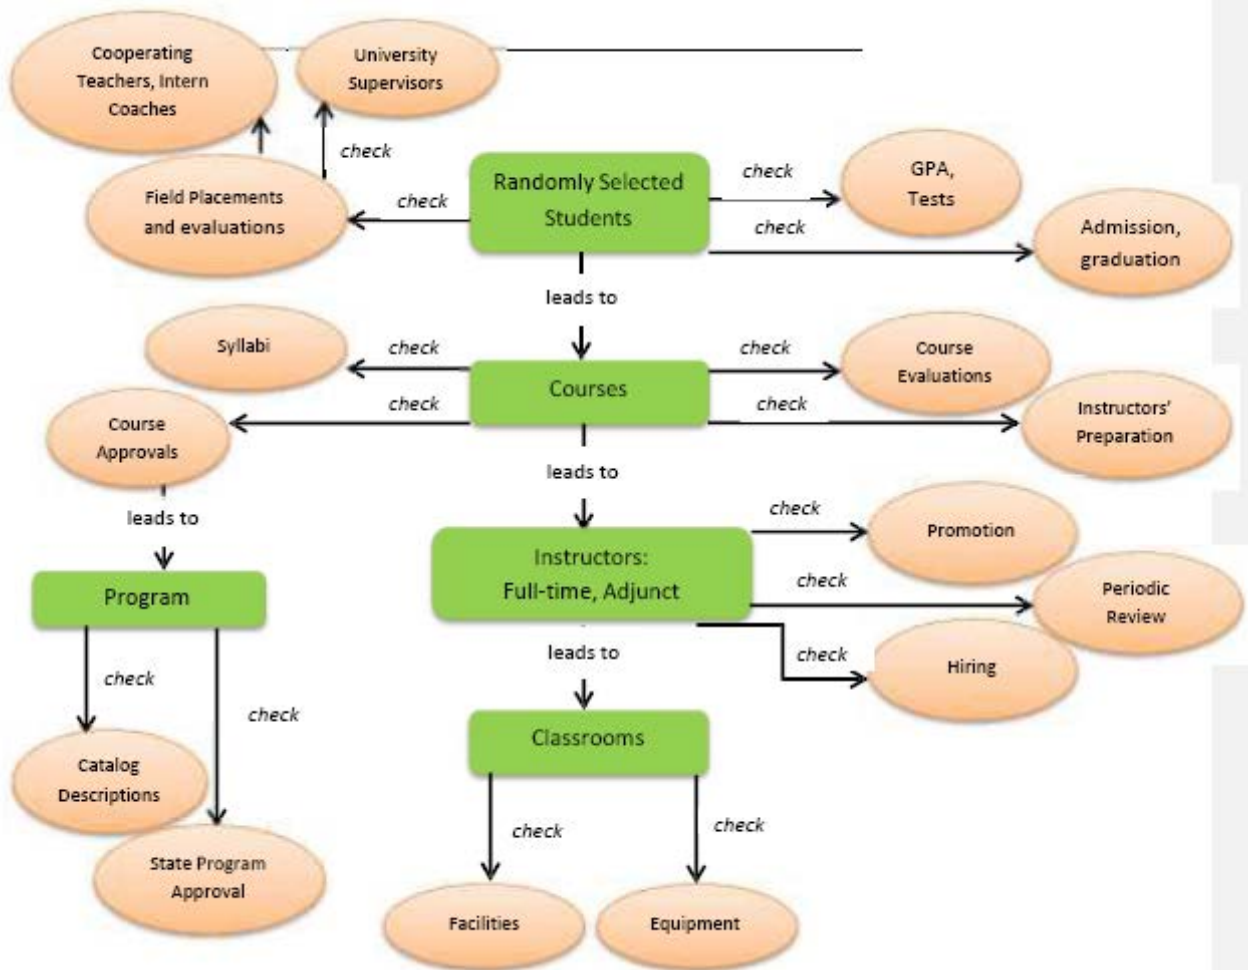 Cooperating
Teachers, Intern
Coaches
University
Supervisors
check
Field Placements
and evaluations
check
Randomly Selected
Students
check
GPA,
Tests
check
Admission,
graduation
leads to
Syllabi
check
Courses
check
Course
Evaluations
Course
Approvals
check
check
Instructors'
Preparation
leads to
leads to
Instructors:
Full-time, Adjunct
check
Promotion
check
Periodic
Review
check
Hiring
Program
check
check
Catalog
Descriptions
State Program
Approval
leads to
Classrooms
check
check
Facilities
Equipment